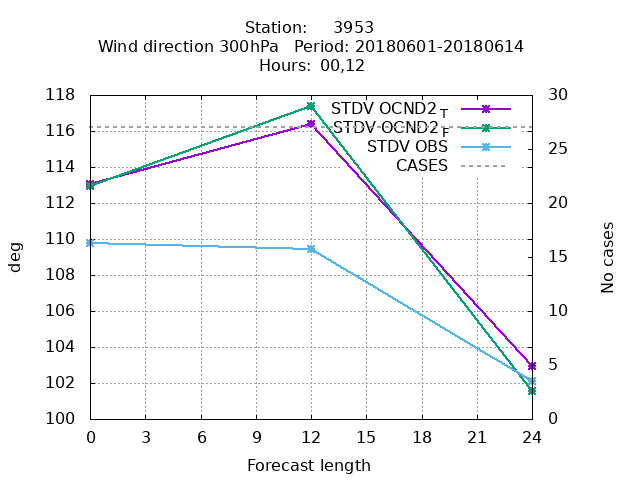 Station: 3953
Wind direction 300hPa Period: 20180601-20180614
Hours: 00,12
118 30
STDV OCND2 T
116 STDV OCND2 F
STDV OBS 25
114 CASES
112 20
110
15
108
106 10
104
5
102
100 0
0 3 6 9 12 15 18 21 24
deg
No cases
Forecast length